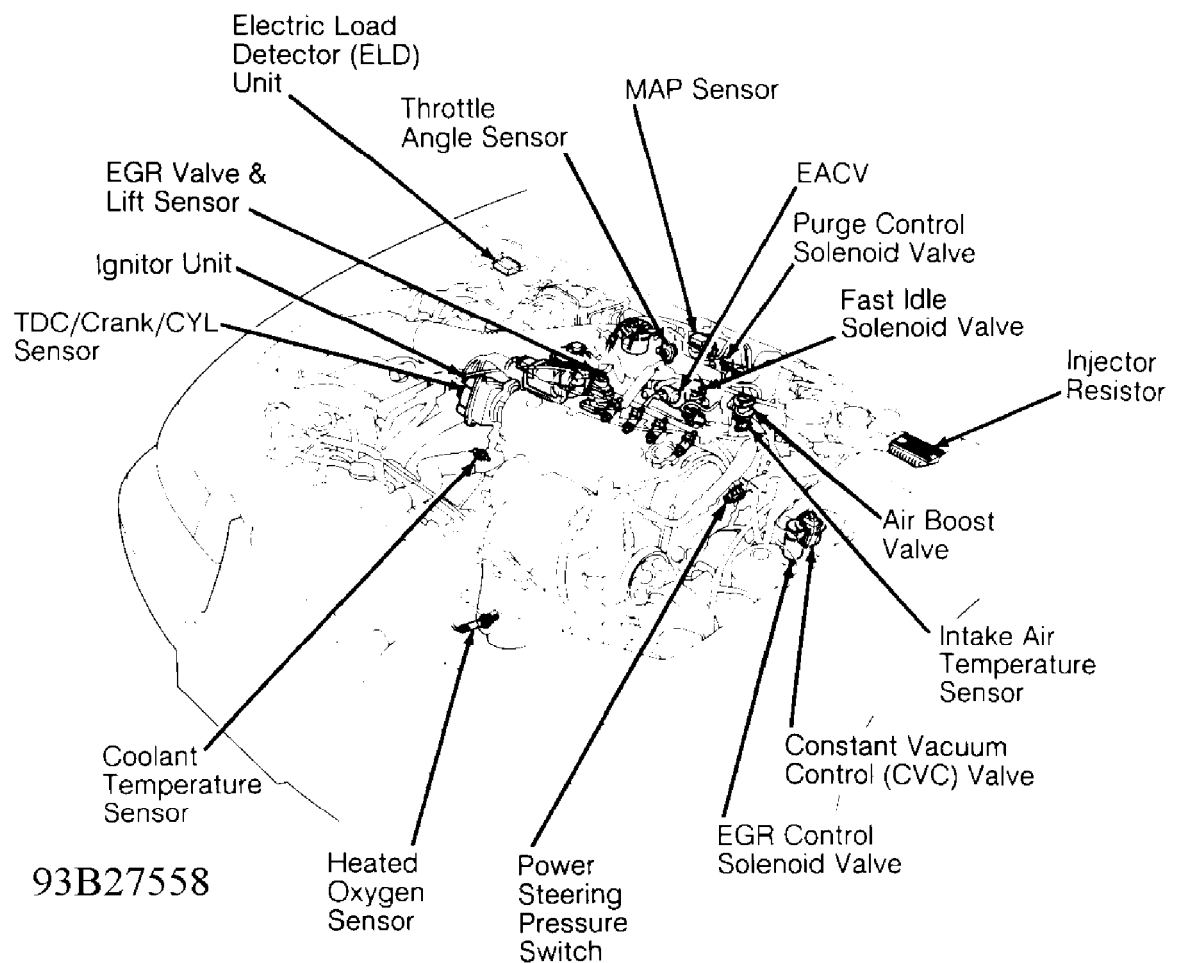 Electric Load
Detector (ELD)
Unit
MAP Sensor
Throttle
Angle Sensor
EGR Valve &
Lift Sensor
EACV
Purge Control
Solenoid Valve
Ignitor Unit
Fast Idle
Solenoid Valve
TDC/Crank/CYL
Sensor
Injector
Resistor
Air Boost
Valve
Intake Air
Temperature
Sensor
Constant Vacuum
Control (CVC) Valve
Coolant
Temperature
Sensor
EGR Control
Solenoid Valve
Heated
Oxygen
Sensor
Power
Steering
Pressure
Switch
93B27558